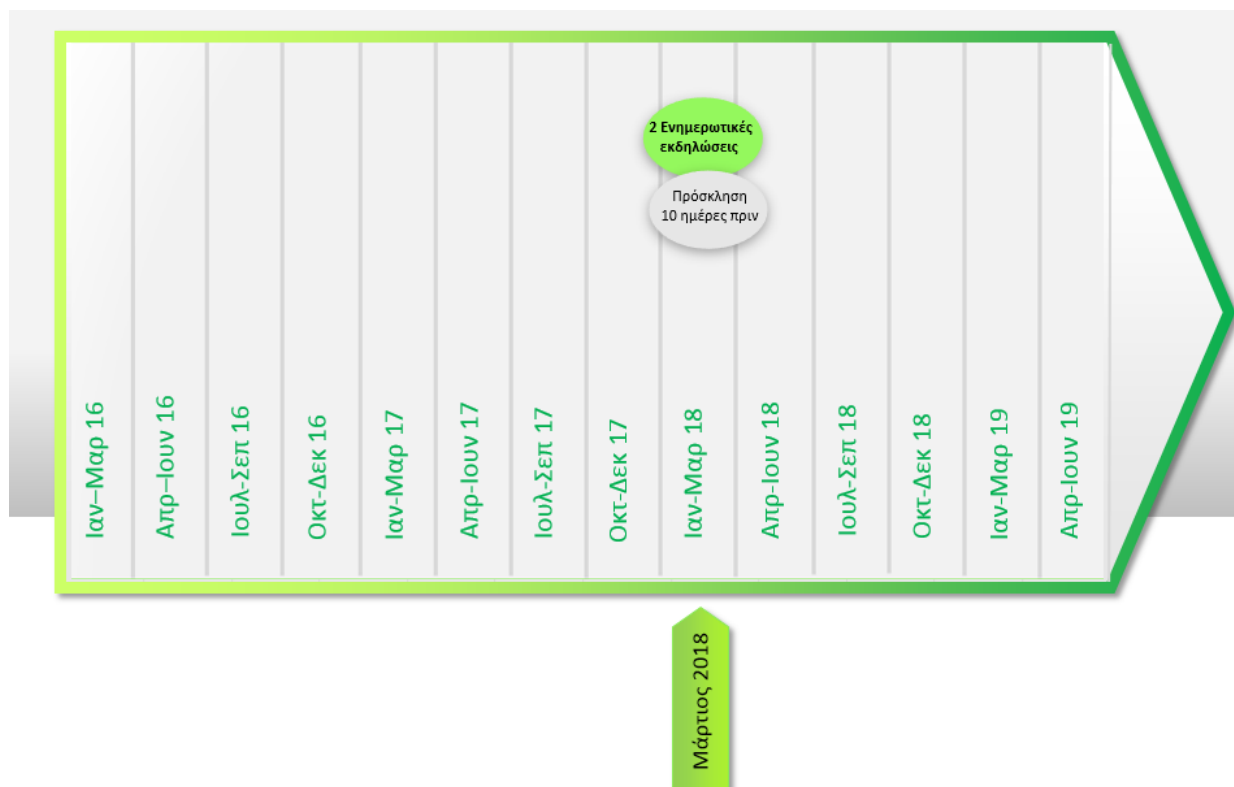 2 Ενημερωτικές
εκδηλώσεις
Πρόσκληση
10 ημέρες πριν
Ιαν–Μαρ 16
Απρ–Ιουν 16
Ιουλ-Σεπ 16
Οκτ-Δεκ 16
Ιαν-Μαρ 17
Απρ-Ιουν 17
Ιουλ-Σεπ 17
Οκτ-Δεκ 17
Ιαν-Μαρ 18
Απρ-Ιουν 18
Ιουλ-Σεπ 18
Οκτ-Δεκ 18
Ιαν-Μαρ 19
Απρ-Ιουν 19
Μάρτιος 2018